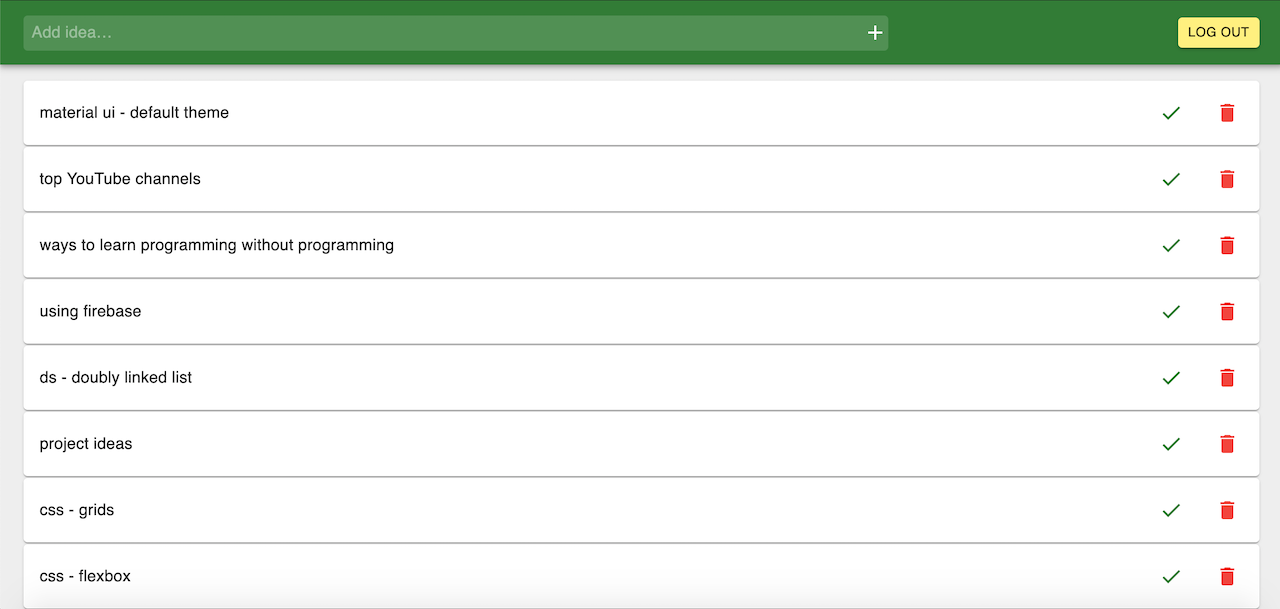 Add idea...
LOG OUT
material ui - default theme
top YouTube channels
ways to learn programming without programming
using firebase
ds - doubly linked list
project ideas
css - grids
css - flexbox